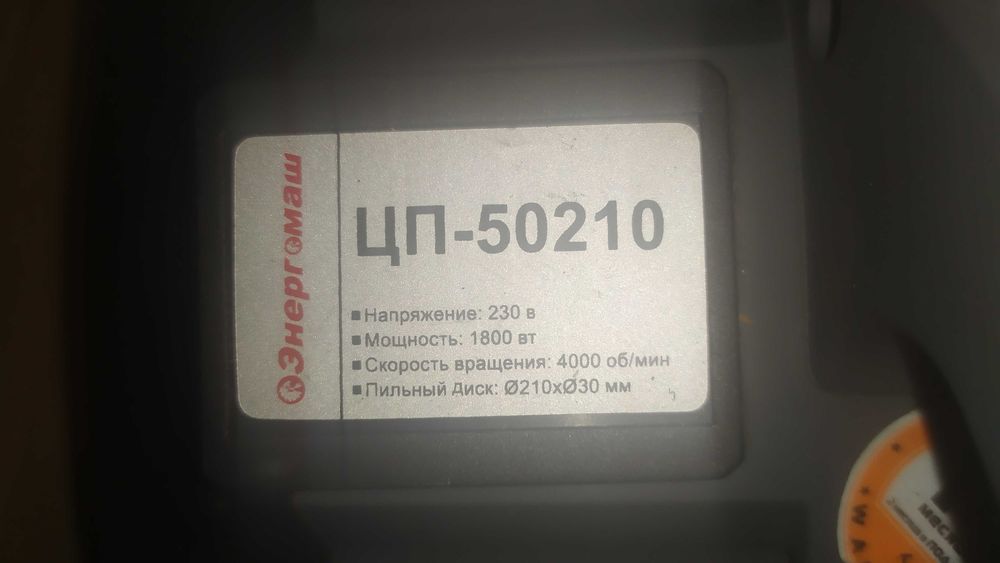 Энергомаш
ЦП-50210
Напряжение: 230 в
Мощность: 1800 вт
Скорость вращения: 4000 об/мин
Пильный диск: Ø210xØ30 мм